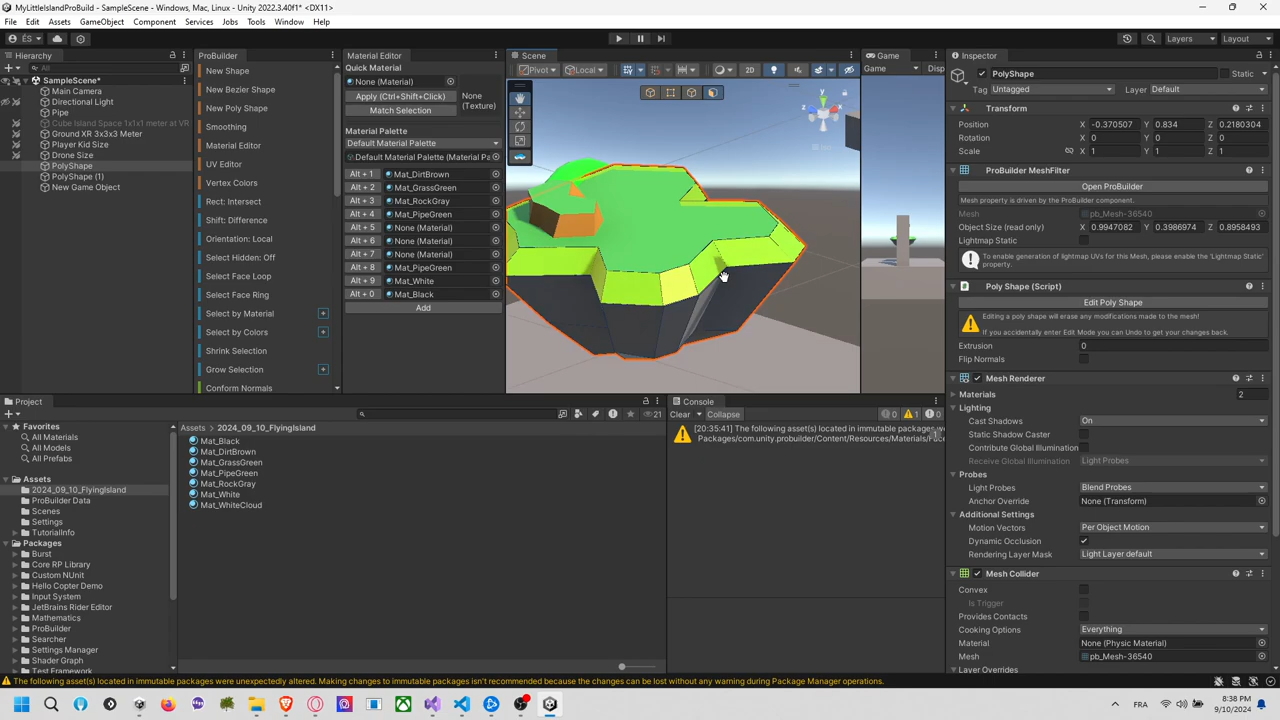 MyLittleIslandProBuild - SampleScene - Windows, Mac, Linux - Unity 2022.3.40f1* <DX11>
File Edit Assets GameObject Component Services Jobs Tools Window Help
ÉS
Layers Layout
Hierarchy
All
SampleScene*
Main Camera
Directional Light
Pipe
Cube Island Space 1x1x1 meter at VR
Ground XR 3x3x3 Meter
Player Kid Size
Drone Size
PolyShape
PolyShape (1)
New Game Object
ProBuilder
New Shape
New Bezier Shape
New Poly Shape
Smoothing
Material Editor
UV Editor
Vertex Colors
Rect: Intersect
Shift: Difference
Orientation: Local
Select Hidden: Off
Select Face Loop
Select Face Ring
Select by Material
Select by Colors
Shrink Selection
Grow Selection
Conform Normals
Material Editor
Quick Material
None (Material)
Apply (Ctrl+Shift+Click)
Match Selection
None
(Texture)
Material Palette
Default Material Palette
Default Material Palette (Material Pa
Alt + 1 Mat_DirtBrown
Alt + 2 Mat_GrassGreen
Alt + 3 Mat_RockGray
Alt + 4 Mat_PipeGreen
Alt + 5 None (Material)
Alt + 6 None (Material)
Alt + 7 None (Material)
Alt + 8 Mat_PipeGreen
Alt + 9 Mat_White
Alt + 0 Mat_Black
Add
Scene
Pivot Local 2D
y
x
z
Game
Game Disp
Inspector
PolyShape Static
Tag Untagged Layer Default
Transform
Position X -0.370507 Y 0.834 Z 0.2180304
Rotation X 0 Y 0 Z 0
Scale X 1 Y 1 Z 1
ProBuilder MeshFilter
Open ProBuilder
Mesh property is driven by the ProBuilder component.
Mesh pb_Mesh-36540
Object Size (read only) X 0.9947082 Y 0.3986974 Z 0.8958493
Lightmap Static
To enable generation of lightmap UVs for this Mesh, please enable the 'Lightmap Static'
property.
Poly Shape (Script)
Edit Poly Shape
Editing a poly shape will erase any modifications made to the mesh!
If you accidentally enter Edit Mode you can Undo to get your changes back.
Extrusion 0
Flip Normals
Mesh Renderer
Materials 2
Lighting
Cast Shadows On
Static Shadow Caster
Contribute Global Illumination
Receive Global Illumination Light Probes
Probes
Light Probes Blend Probes
Anchor Override None (Transform)
Additional Settings
Motion Vectors Per Object Motion
Dynamic Occlusion
Rendering Layer Mask Light Layer default
Mesh Collider
Convex
Is Trigger
Provides Contacts
Cooking Options Everything
Material None (Physic Material)
Mesh pb_Mesh-36540
Layer Overrides
Project
21
Favorites
All Materials
All Models
All Prefabs
Assets
2024_09_10_FlyingIsland
ProBuilder Data
Scenes
Settings
TutorialInfo
Packages
Burst
Core RP Library
Custom NUnit
Hello Copter Demo
Input System
JetBrains Rider Editor
Mathematics
ProBuilder
Searcher
Settings Manager
Shader Graph
Test Framework
Assets > 2024_09_10_FlyingIsland
Mat_Black
Mat_DirtBrown
Mat_GrassGreen
Mat_PipeGreen
Mat_RockGray
Mat_White
Mat_WhiteCloud
Console
Clear Collapse 0 1 0
[20:35:41] The following asset(s) located in immutable packages w
Packages/com.unity.probuilder/Content/Resources/Materials/Face
The following asset(s) located in immutable packages were unexpectedly altered. Making changes to immutable packages isn't recommended because the changes can be lost without any warning during Package Manager operations.
FRA
8:38 PM
9/10/2024